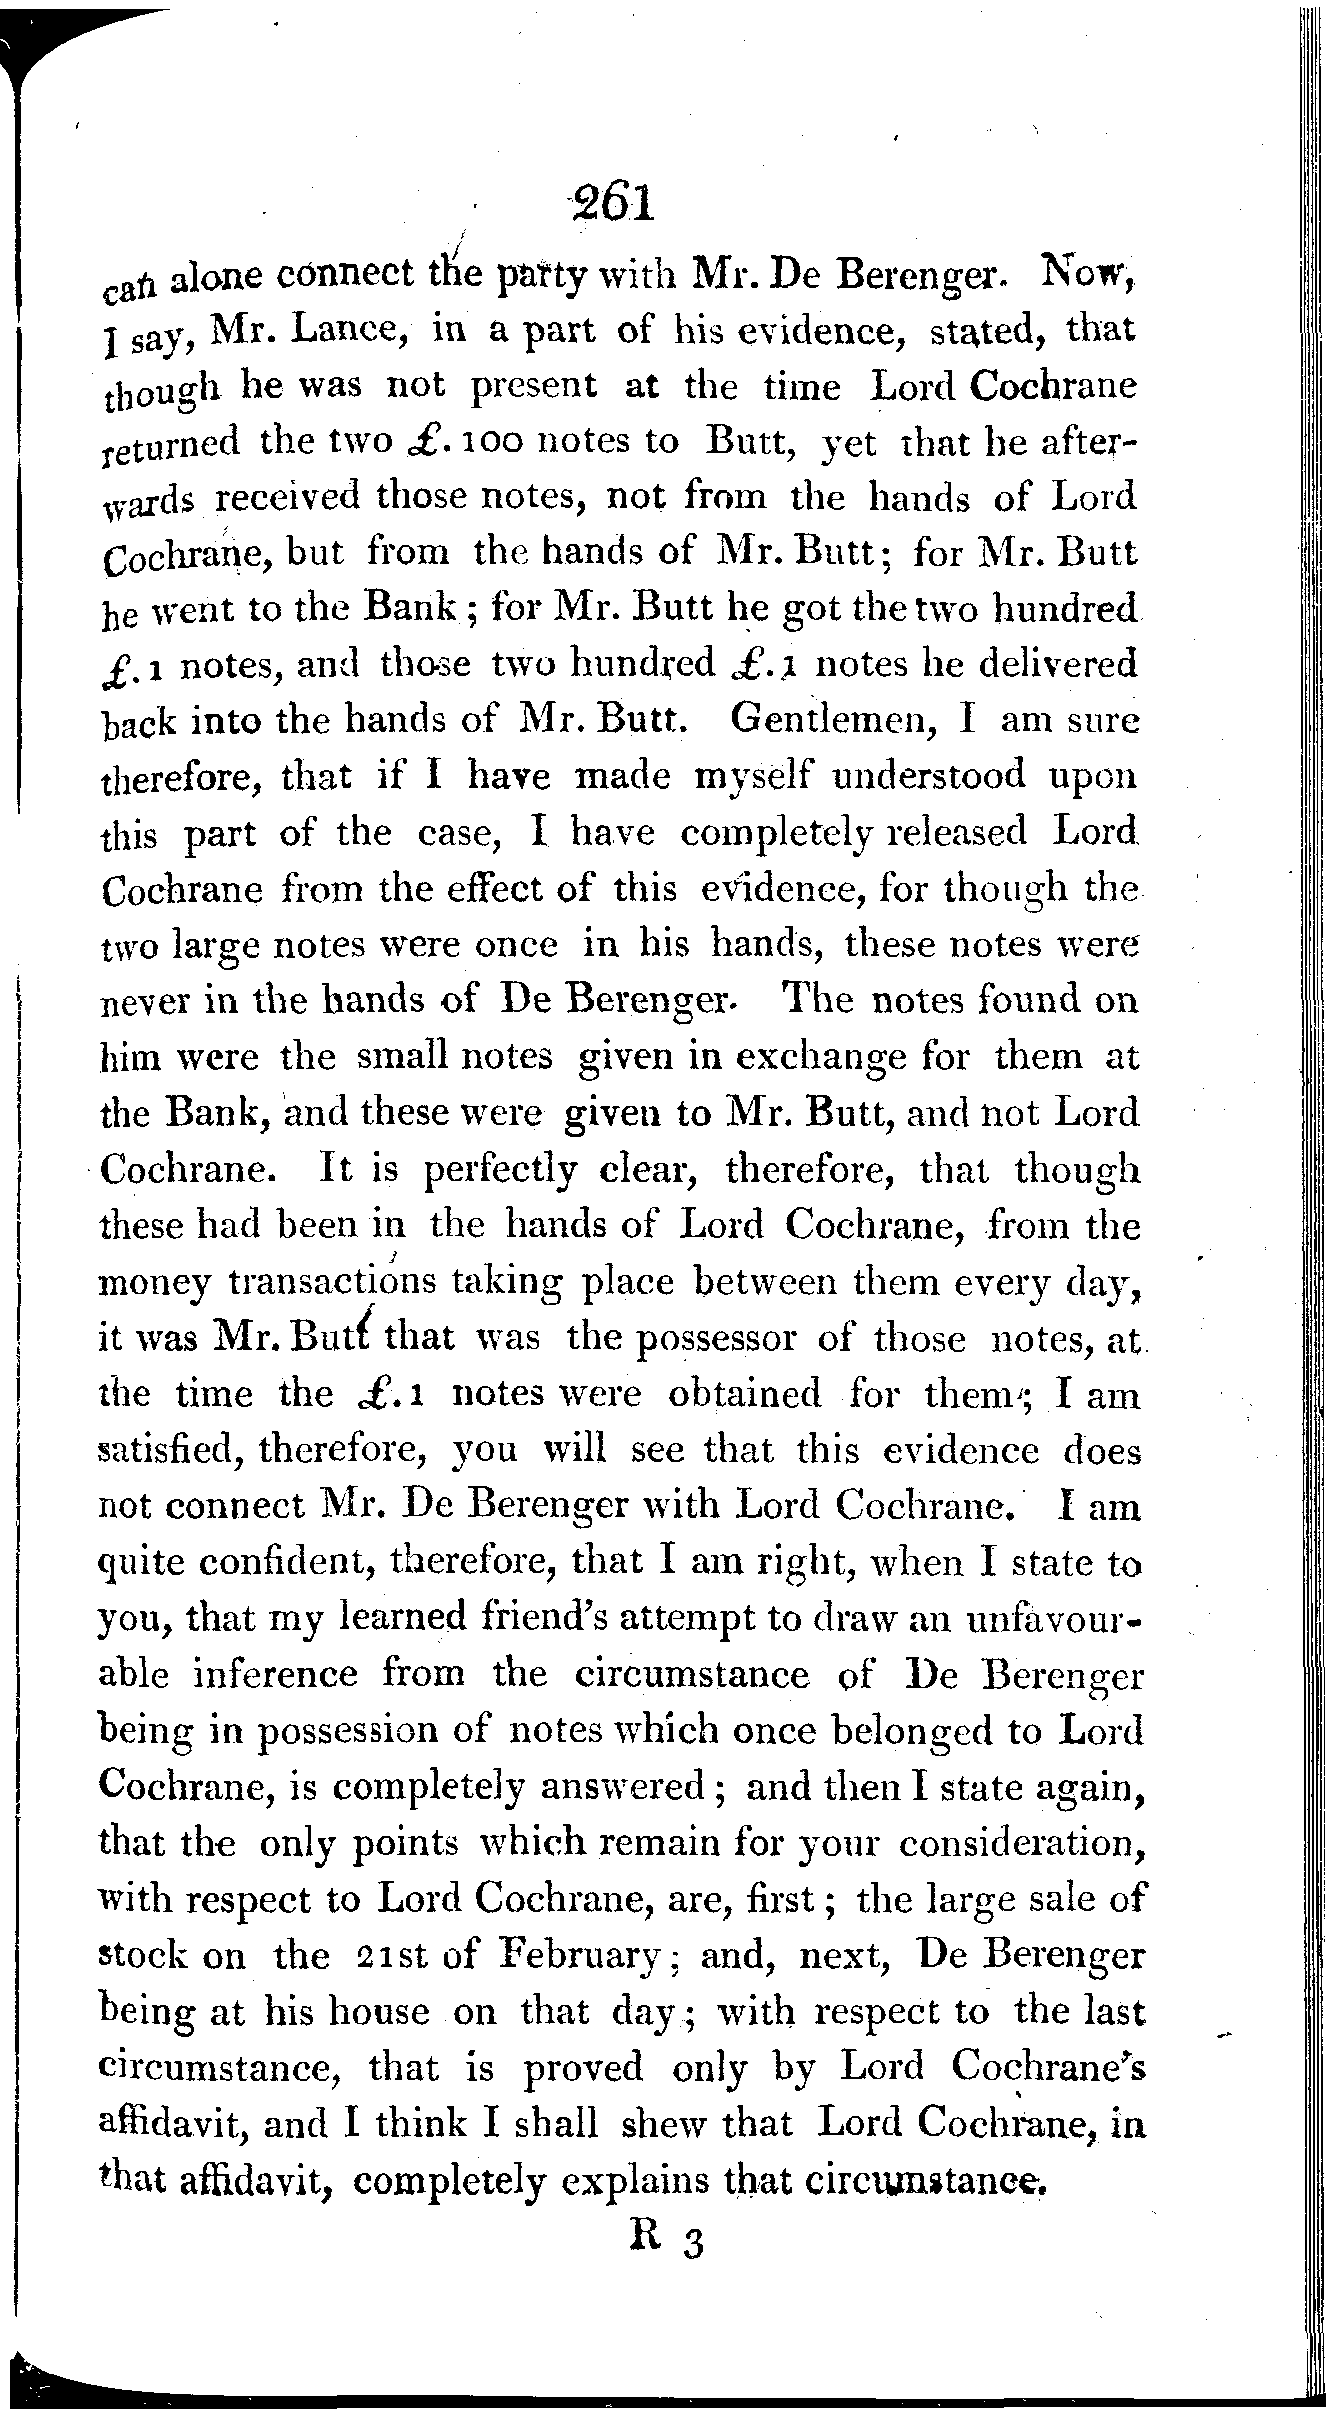 261
can alone connect the party with Mr. De Berenger. Now,
I say, Mr. Lance, in a part of his evidence, stated, that
though he was not present at the time Lord Cochrane
returned the two £. 100 notes to Butt, yet that he after-
wards received those notes, not from the hands of Lord
Cochrane, but from the hands of Mr. Butt; for Mr. Butt
he went to the Bank; for Mr. Butt he got the two hundred
£. 1 notes, and those two hundred £. 1 notes he delivered
back into the hands of Mr. Butt. Gentlemen, I am sure
therefore, that if I have made myself understood upon
this part of the case, I have completely released Lord
Cochrane from the effect of this evidence, for though the
two large notes were once in his hands, these notes were
never in the hands of De Berenger. The notes found on
him were the small notes given in exchange for them at
the Bank, and these were given to Mr. Butt, and not Lord
Cochrane. It is perfectly clear, therefore, that though
these had been in the hands of Lord Cochrane, from the
money transactions taking place between them every day,
it was Mr. Butt that was the possessor of those notes, at
the time the £. 1 notes were obtained for them; I am
satisfied, therefore, you will see that this evidence does
not connect Mr. De Berenger with Lord Cochrane. I am
quite confident, therefore, that I am right, when I state to
you, that my learned friend's attempt to draw an unfavour-
able inference from the circumstance of De Berenger
being in possession of notes which once belonged to Lord
Cochrane, is completely answered; and then I state again,
that the only points which remain for your consideration,
with respect to Lord Cochrane, are, first; the large sale of
stock on the 21st of February; and, next, De Berenger
being at his house on that day; with respect to the last
circumstance, that is proved only by Lord Cochrane's
affidavit, and I think I shall shew that Lord Cochrane, in
that affidavit, completely explains that circumstance.
R 3